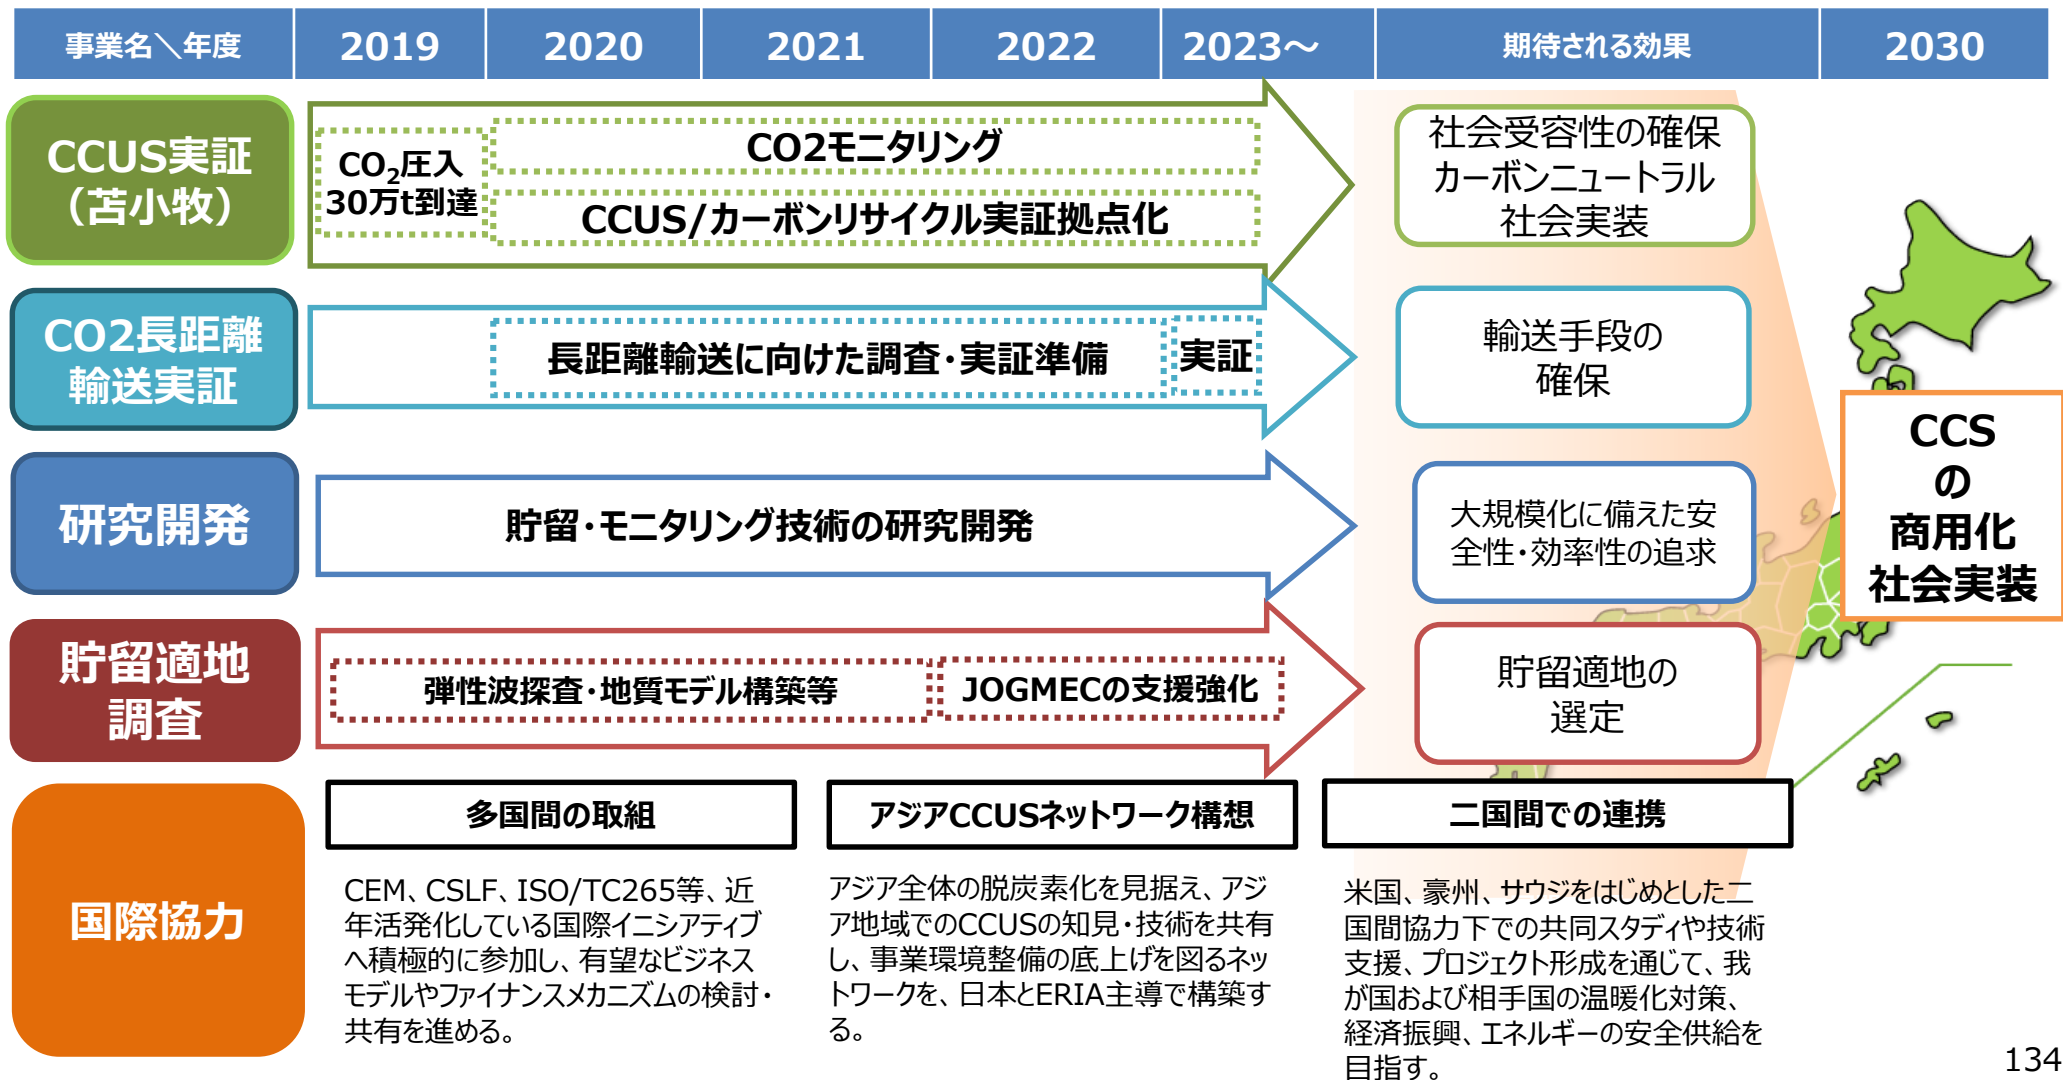 事業名＼年度
2019
2020
2021
2022
2023～
期待される効果
2030
CCUS実証
（苫小牧）
CO2圧入
30万t到達
CO2モニタリング
CCUS/カーボンリサイクル実証拠点化
社会受容性の確保
カーボンニュートラル
社会実装
CO2長距離
輸送実証
長距離輸送に向けた調査・実証準備
実証
輸送手段の
確保
研究開発
貯留・モニタリング技術の研究開発
大規模化に備えた安
全性・効率性の追求
貯留適地
調査
弾性波探査・地質モデル構築等
JOGMECの支援強化
貯留適地の
選定
CCS
の
商用化
社会実装
国際協力
多国間の取組
CEM、CSLF、ISO/TC265等、近
年活発化している国際イニシアティブ
へ積極的に参加し、有望なビジネス
モデルやファイナンスメカニズムの検討・
共有を進める。
アジアCCUSネットワーク構想
アジア全体の脱炭素化を見据え、アジ
ア地域でのCCUSの知見・技術を共有
し、事業環境整備の底上げを図るネッ
トワークを、日本とERIA主導で構築す
る。
二国間での連携
米国、豪州、サウジをはじめとした二
国間協力下での共同スタディや技術
支援、プロジェクト形成を通じて、我
が国および相手国の温暖化対策、
経済振興、エネルギーの安全供給を
目指す。
134